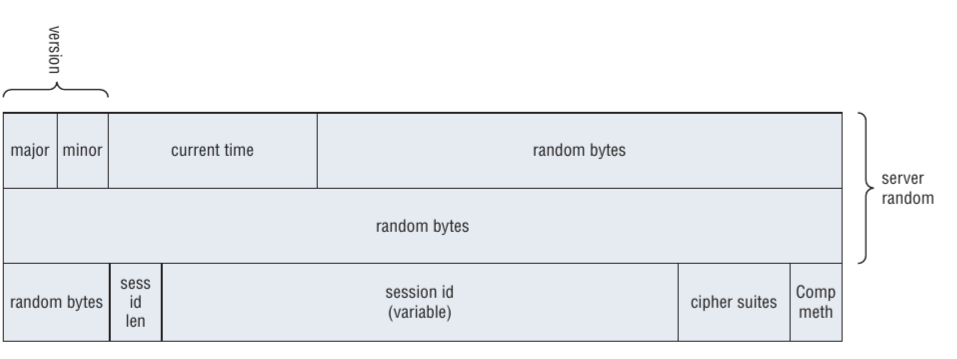 version
major
minor
current time
random bytes
server
random
random bytes
random bytes
sess
id
len
session id
(variable)
cipher suites
Comp
meth